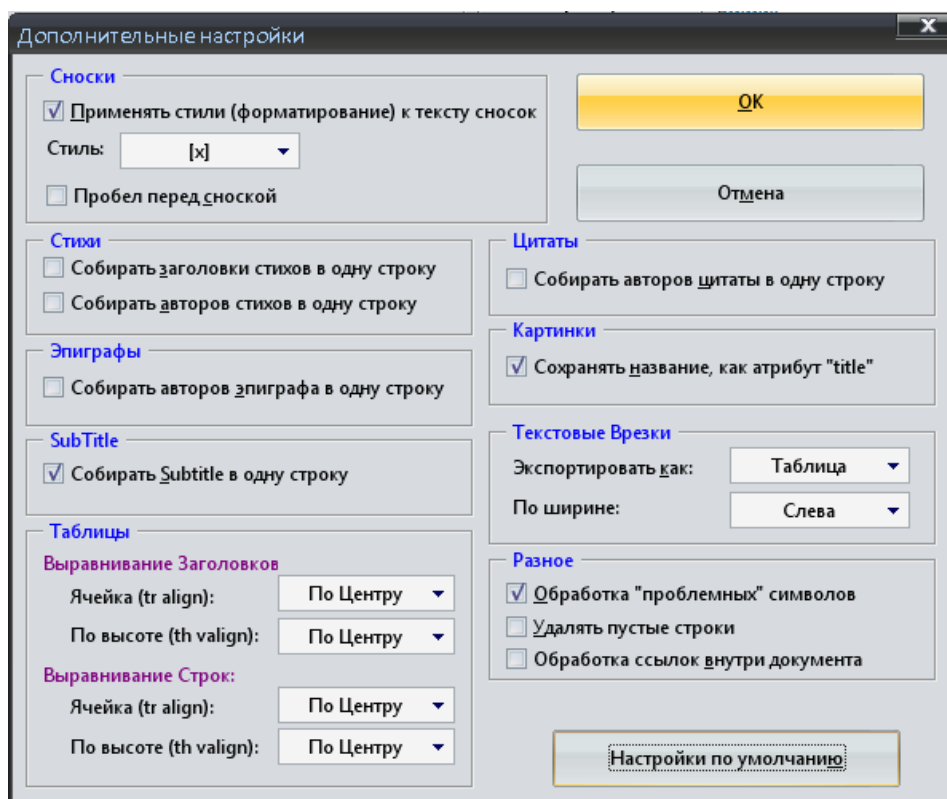 Дополнительные настройки
X
Сноски
Применять стили (форматирование) к тексту сносок
Стиль:
[x]
Пробел перед сноской
OK
Отмена
Стихи
Собирать заголовки стихов в одну строку
Собирать авторов стихов в одну строку
Цитаты
Собирать авторов цитаты в одну строку
Эпиграфы
Собирать авторов эпиграфа в одну строку
Картинки
Сохранять название, как атрибут "title"
SubTitle
Собирать Subtitle в одну строку
Текстовые Врезки
Экспортировать как:
Таблица
По ширине:
Слева
Таблицы
Выравнивание Заголовков
Ячейка (tr align):
По Центру
По высоте (th valign):
По Центру
Выравнивание Строк:
Ячейка (tr align):
По Центру
По высоте (th valign):
По Центру
Разное
Обработка "проблемных" символов
Удалять пустые строки
Обработка ссылок внутри документа
Настройки по умолчанию